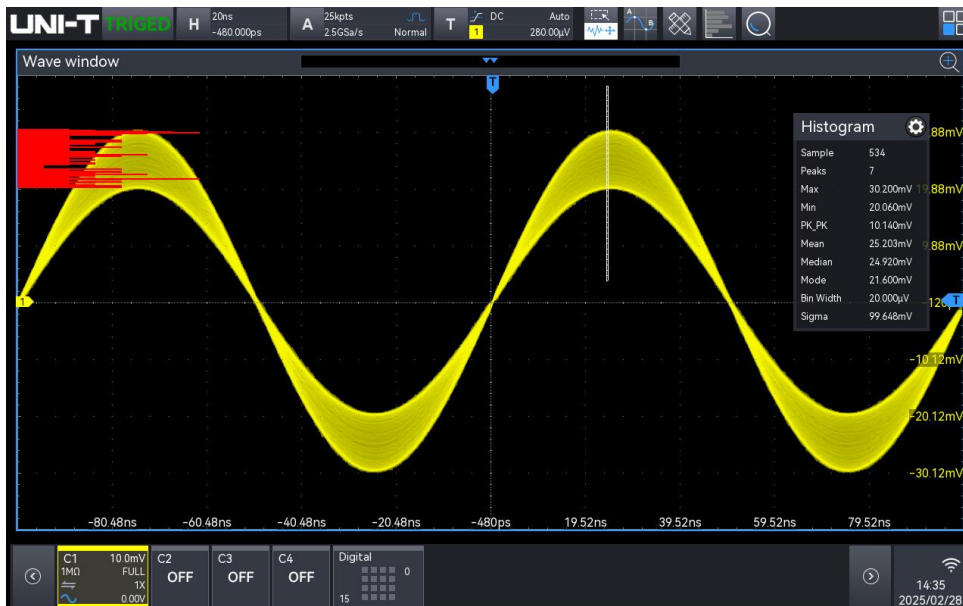 UNI-T TRIGED H 20ns -480.000ps A 25kpts 2.5GSa/s Normal T DC 1 Auto 280.00μV
A B
Wave window
T
Histogram
Sample 534
Peaks 7
Max 30.200mV
Min 20.060mV
PK_PK 10.140mV
Mean 25.203mV
Median 24.920mV
Mode 21.600mV
Bin Width 20.000μV
Sigma 99.648mV
.88mV
19.88mV
9.88mV
1
T
-10.12mV
-20.12mV
-30.12mV
-80.48ns -60.48ns -40.48ns -20.48ns -480ps 19.52ns 39.52ns 59.52ns 79.52ns
C1 10.0mV
1MΩ FULL
1X
0.00V
C2
OFF
C3
OFF
C4
OFF
Digital
0
15
14:35
2025/02/28